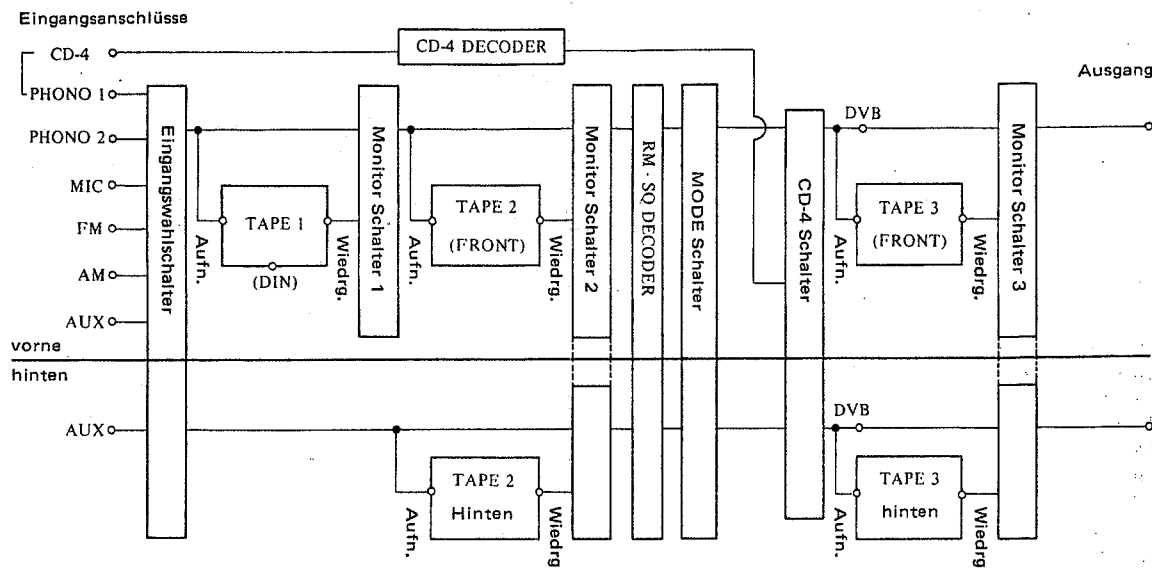 Eingangsanschlüsse
CD-4
CD-4 DECODER
Ausgang
PHONO 1
PHONO 2
MIC
FM
AM
AUX
Eingangswahlschalter
Aufn.
TAPE 1
(DIN)
Wiedrg.
Monitor Schalter 1
Aufn.
TAPE 2
(FRONT)
Wiedrg.
Monitor Schalter 2
RM · SQ DECODER
MODE Schalter
CD-4 Schalter
DVB
Aufn.
TAPE 3
(FRONT)
Wiedrg.
Monitor Schalter 3
vorne
hinten
AUX
Aufn.
TAPE 2
Hinten
Wiedrg
DVB
Aufn.
TAPE 3
hinten
Wiedrg